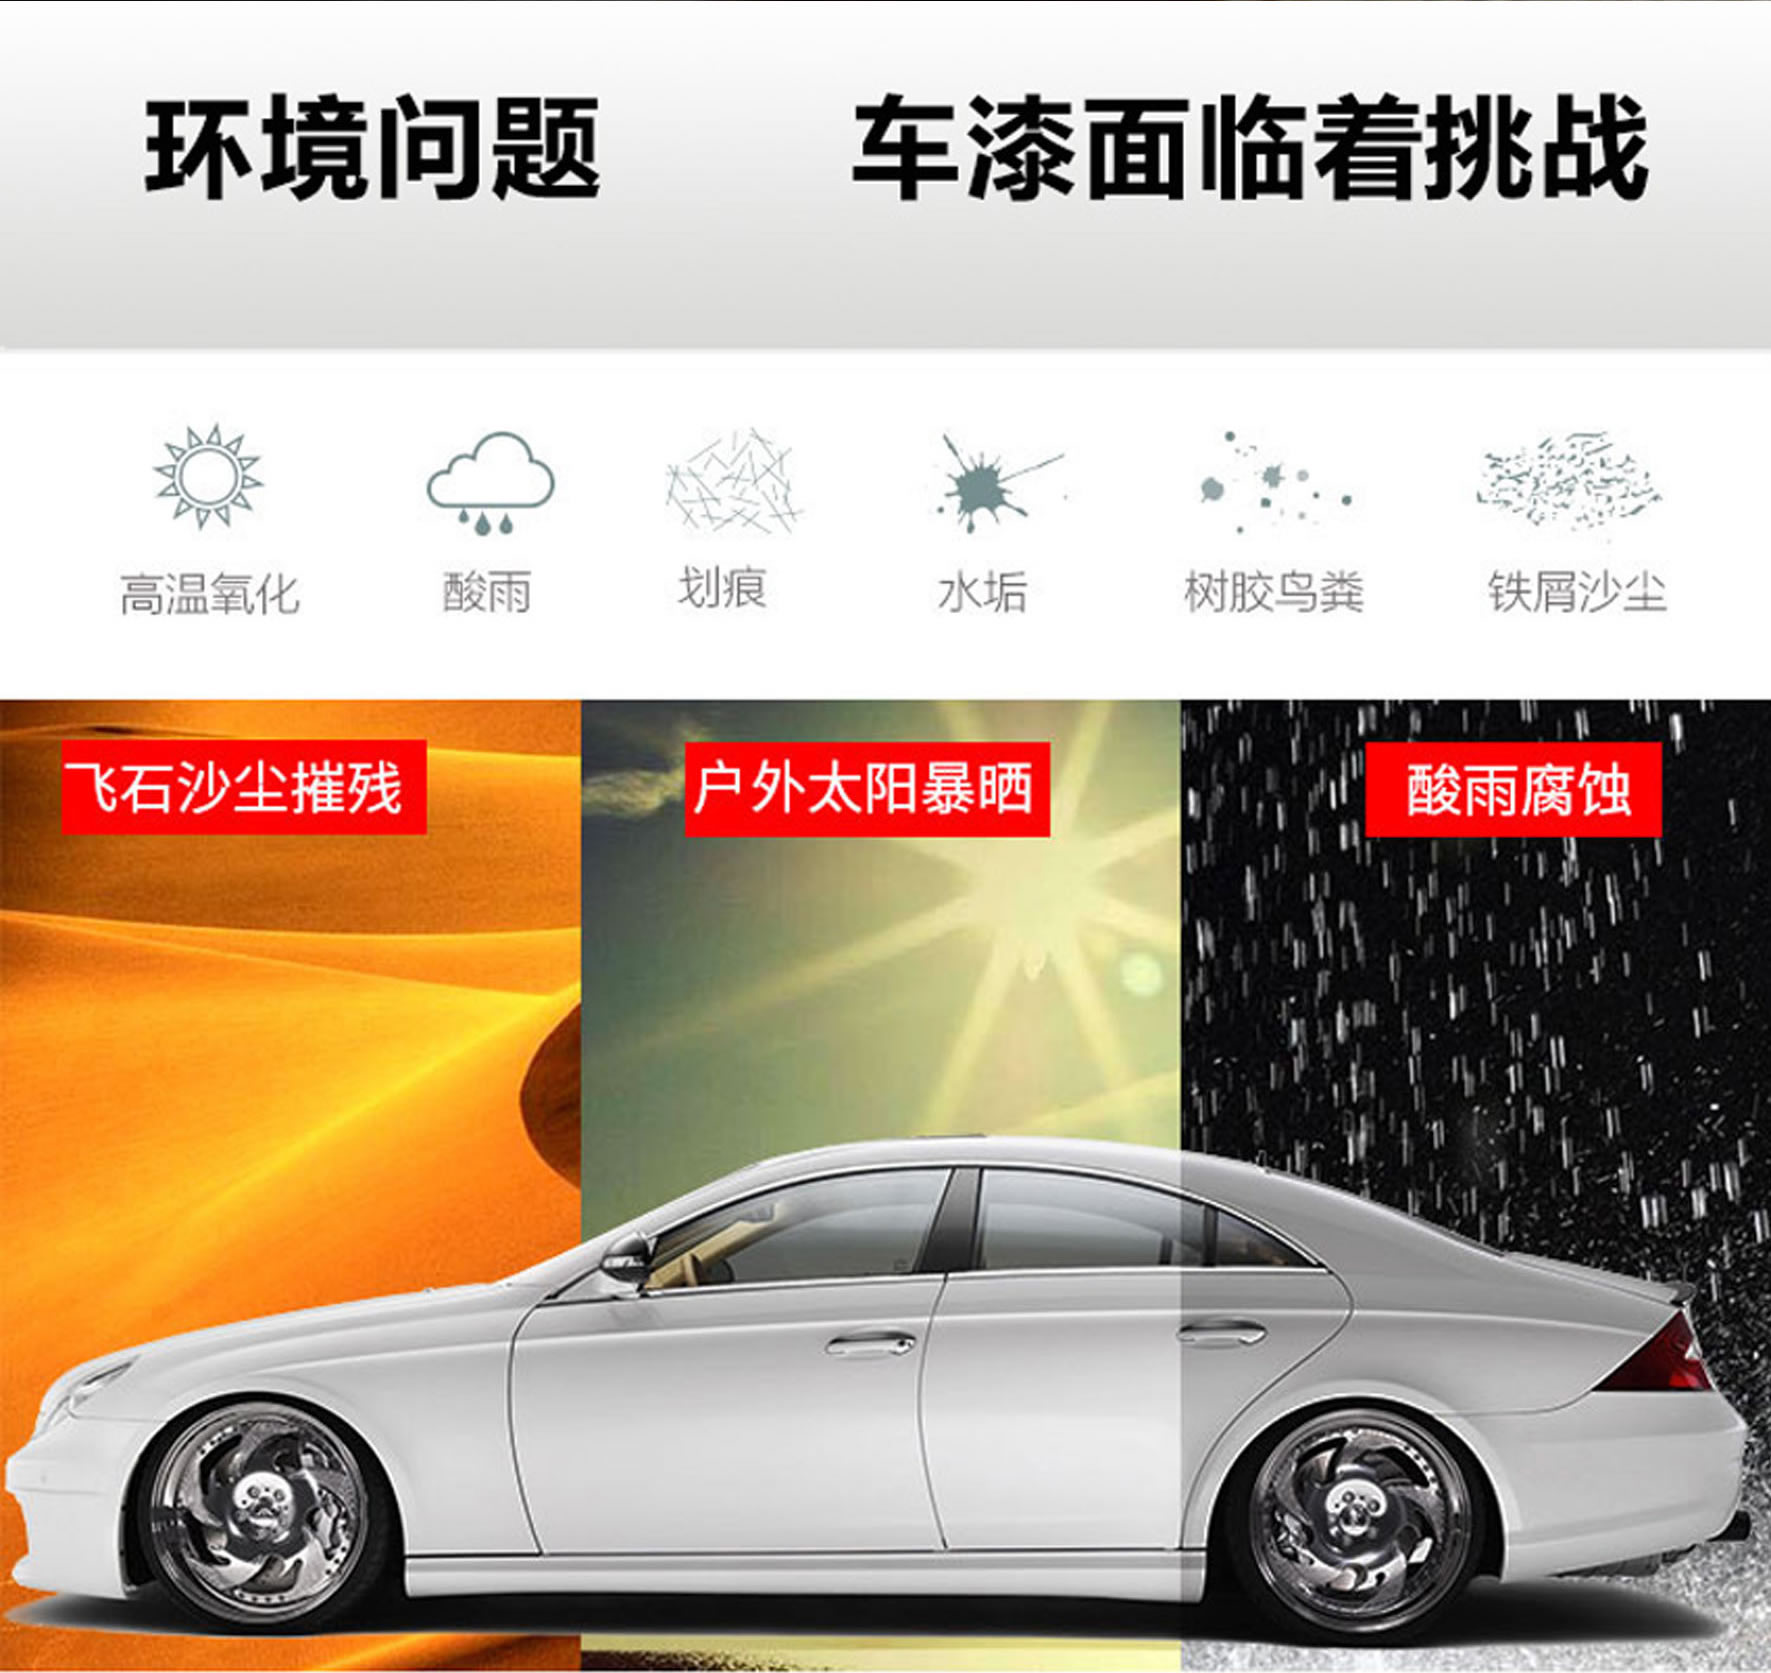 环境问题 车漆面临着挑战
高温氧化 酸雨 划痕 水垢 树胶鸟粪 铁屑沙尘
飞石沙尘摧残 户外太阳暴晒 酸雨腐蚀